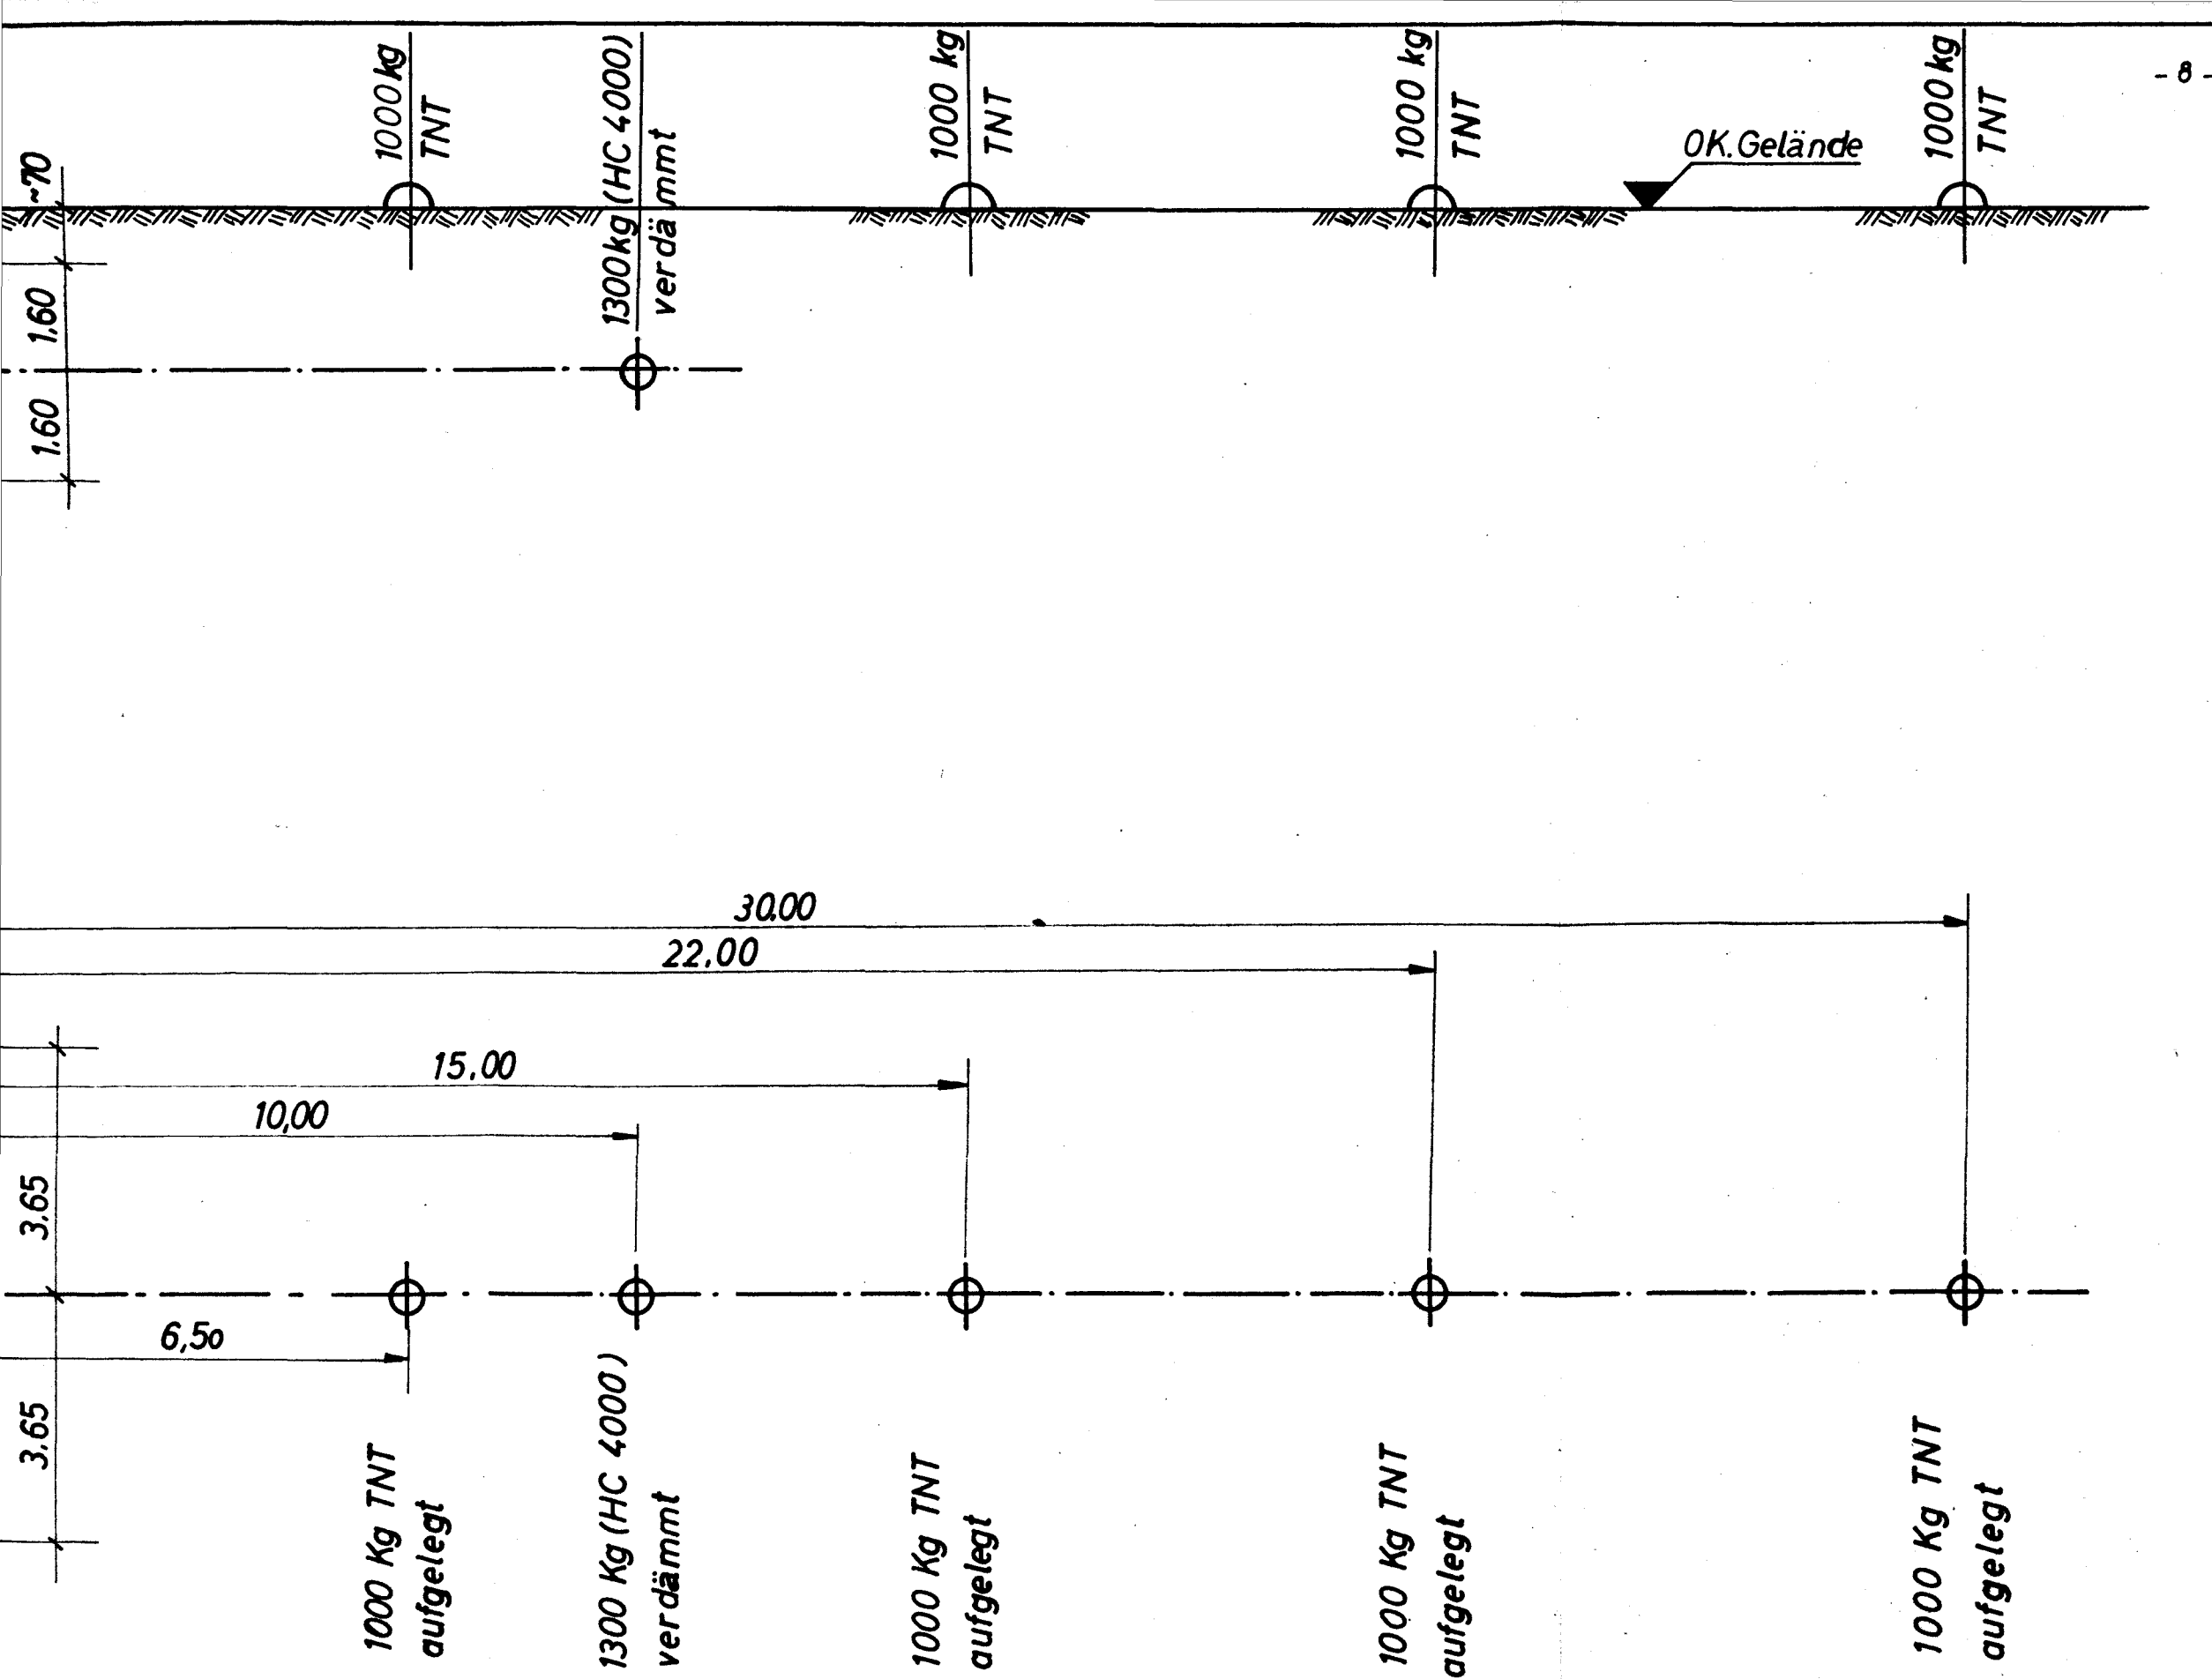 - 8 -
1000 kg
TNT
1300 kg (HC 4000)
verdämmt
1000 kg
TNT
1000 kg
TNT
OK. Gelände
1000 kg
TNT
~70
1.60
1.60
30.00
22.00
15.00
10,00
3.65
6,50
3.65
1000 Kg TNT
aufgelegt
1300 Kg (HC 4000)
verdämmt
1000 Kg TNT
aufgelegt
1000 Kg TNT
aufgelegt
1000 Kg TNT
aufgelegt